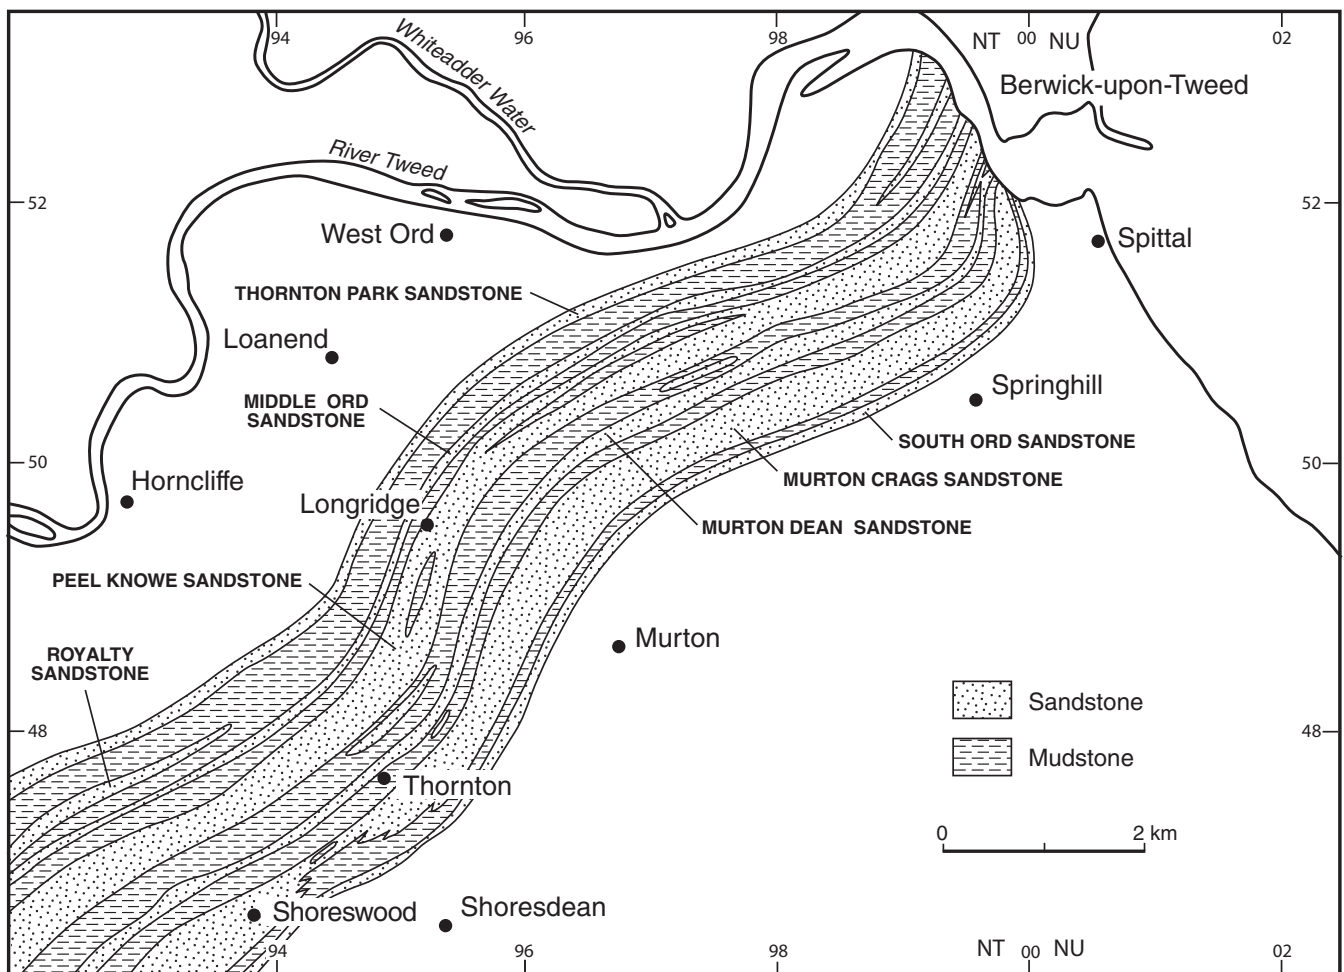 94
96
98
NT 00 NU
02
Whiteadder Water
Berwick-upon-Tweed
River Tweed
52
52
West Ord
Spittal
THORNTON PARK SANDSTONE
Loanend
Springhill
MIDDLE ORD
SANDSTONE
SOUTH ORD SANDSTONE
50
50
Horncliffe
MURTON CRAGS SANDSTONE
Longridge
MURTON DEAN SANDSTONE
PEEL KNOWE SANDSTONE
Murton
ROYALTY
SANDSTONE
Sandstone
48
48
Mudstone
Thornton
0 2 km
Shoreswood
Shoresdean
94
96
98
NT 00 NU
02